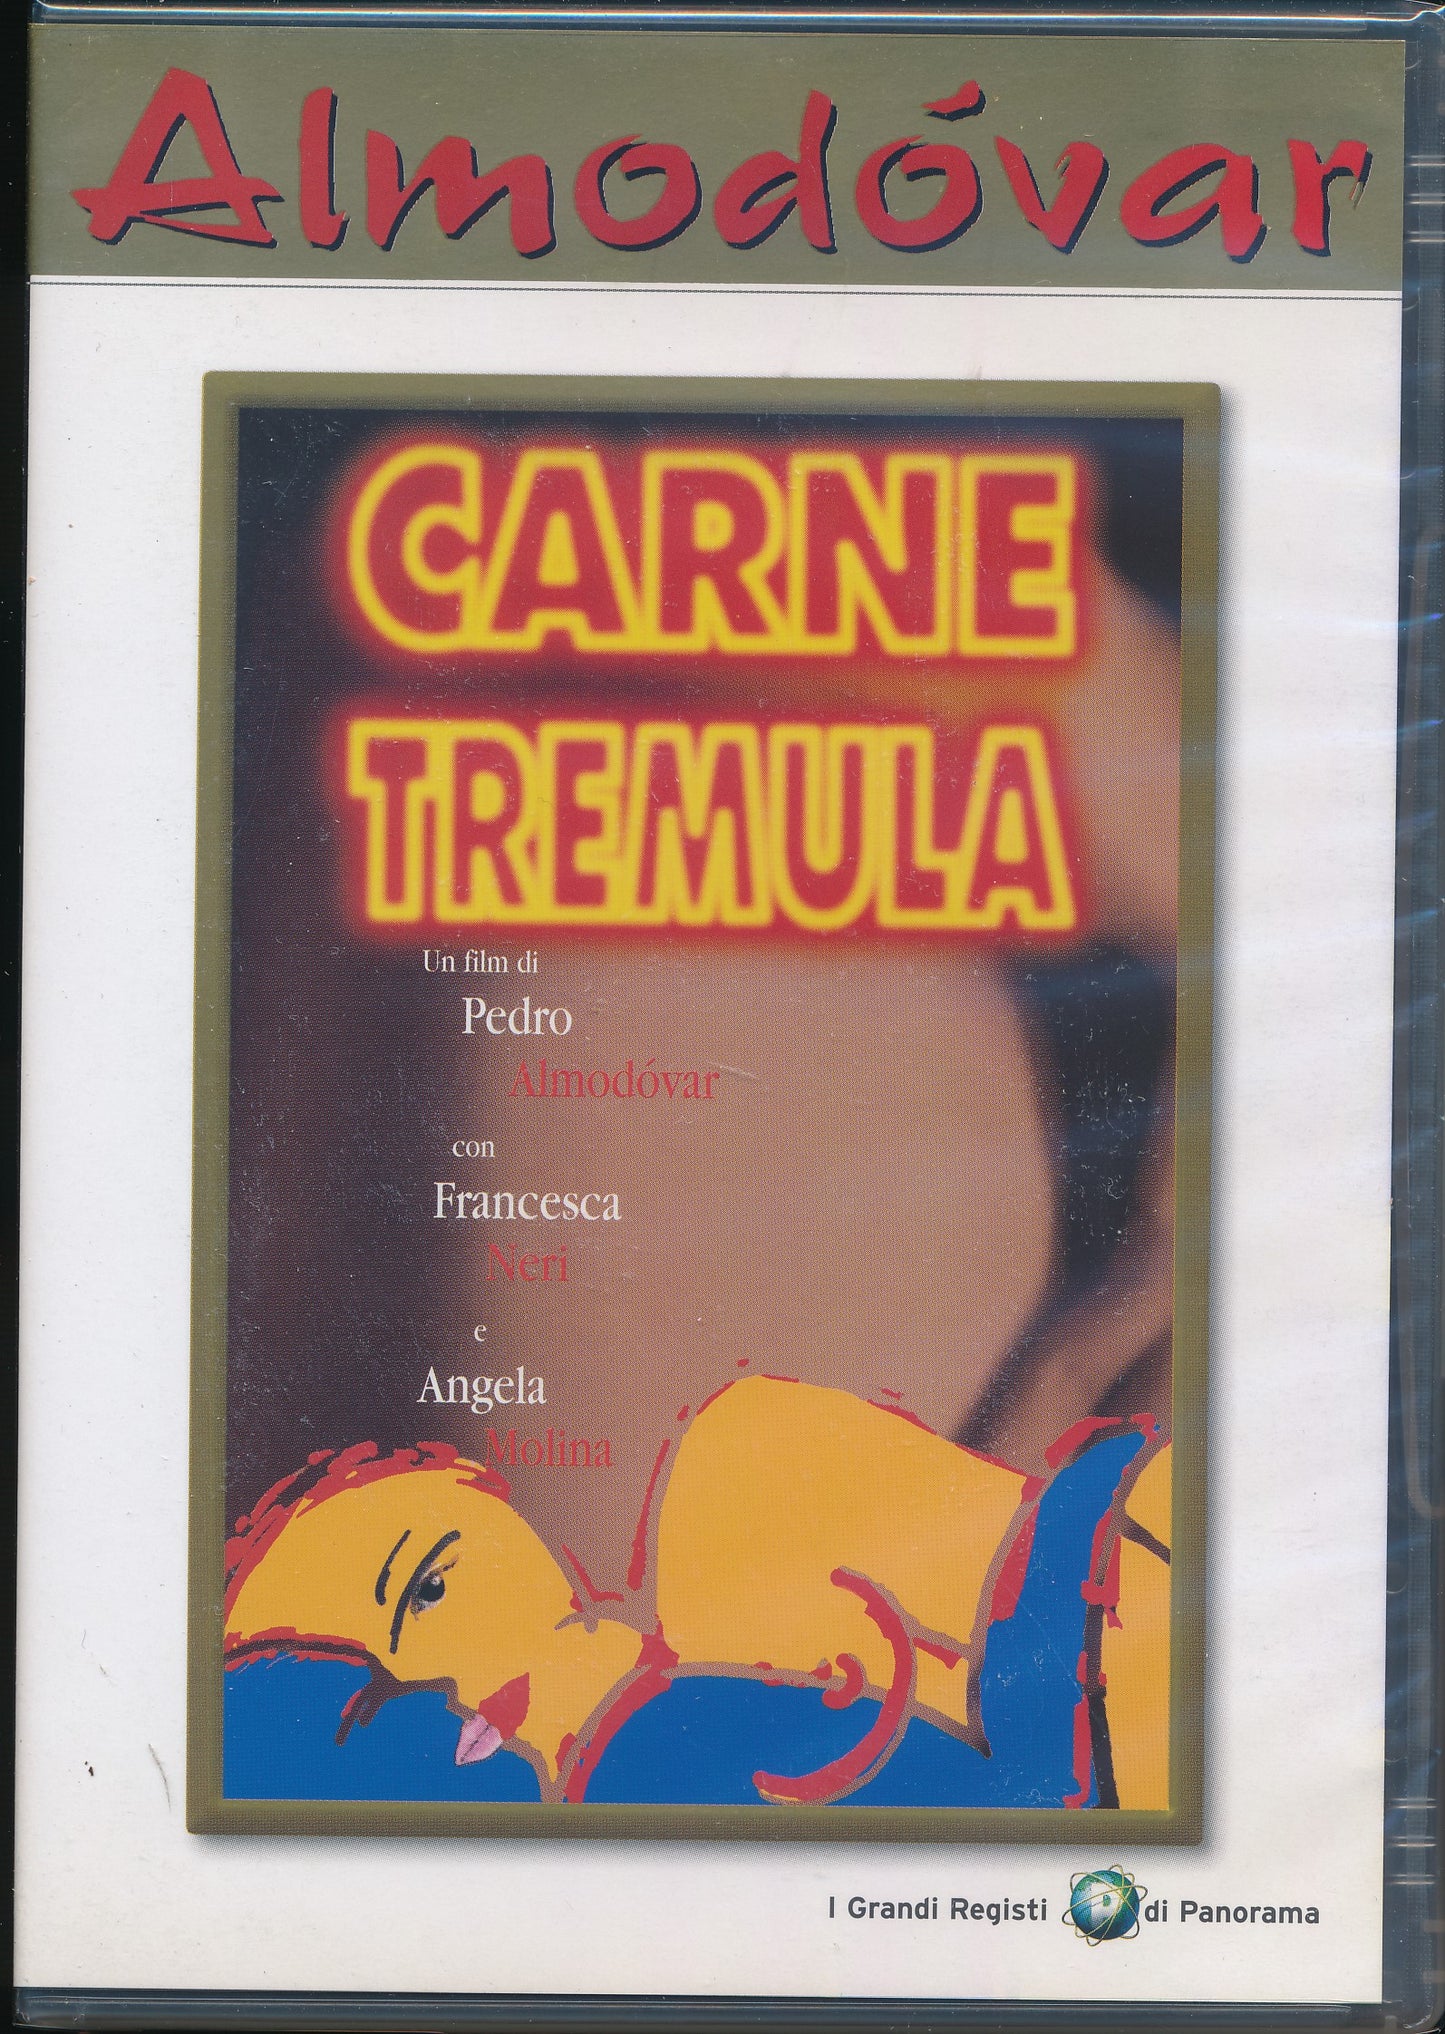 Almodóvar
CARNE
TREMULA
Un film di
Pedro
Almodóvar
con
Francesca
Neri
e
Angela
Molina
I Grandi Registi di Panorama